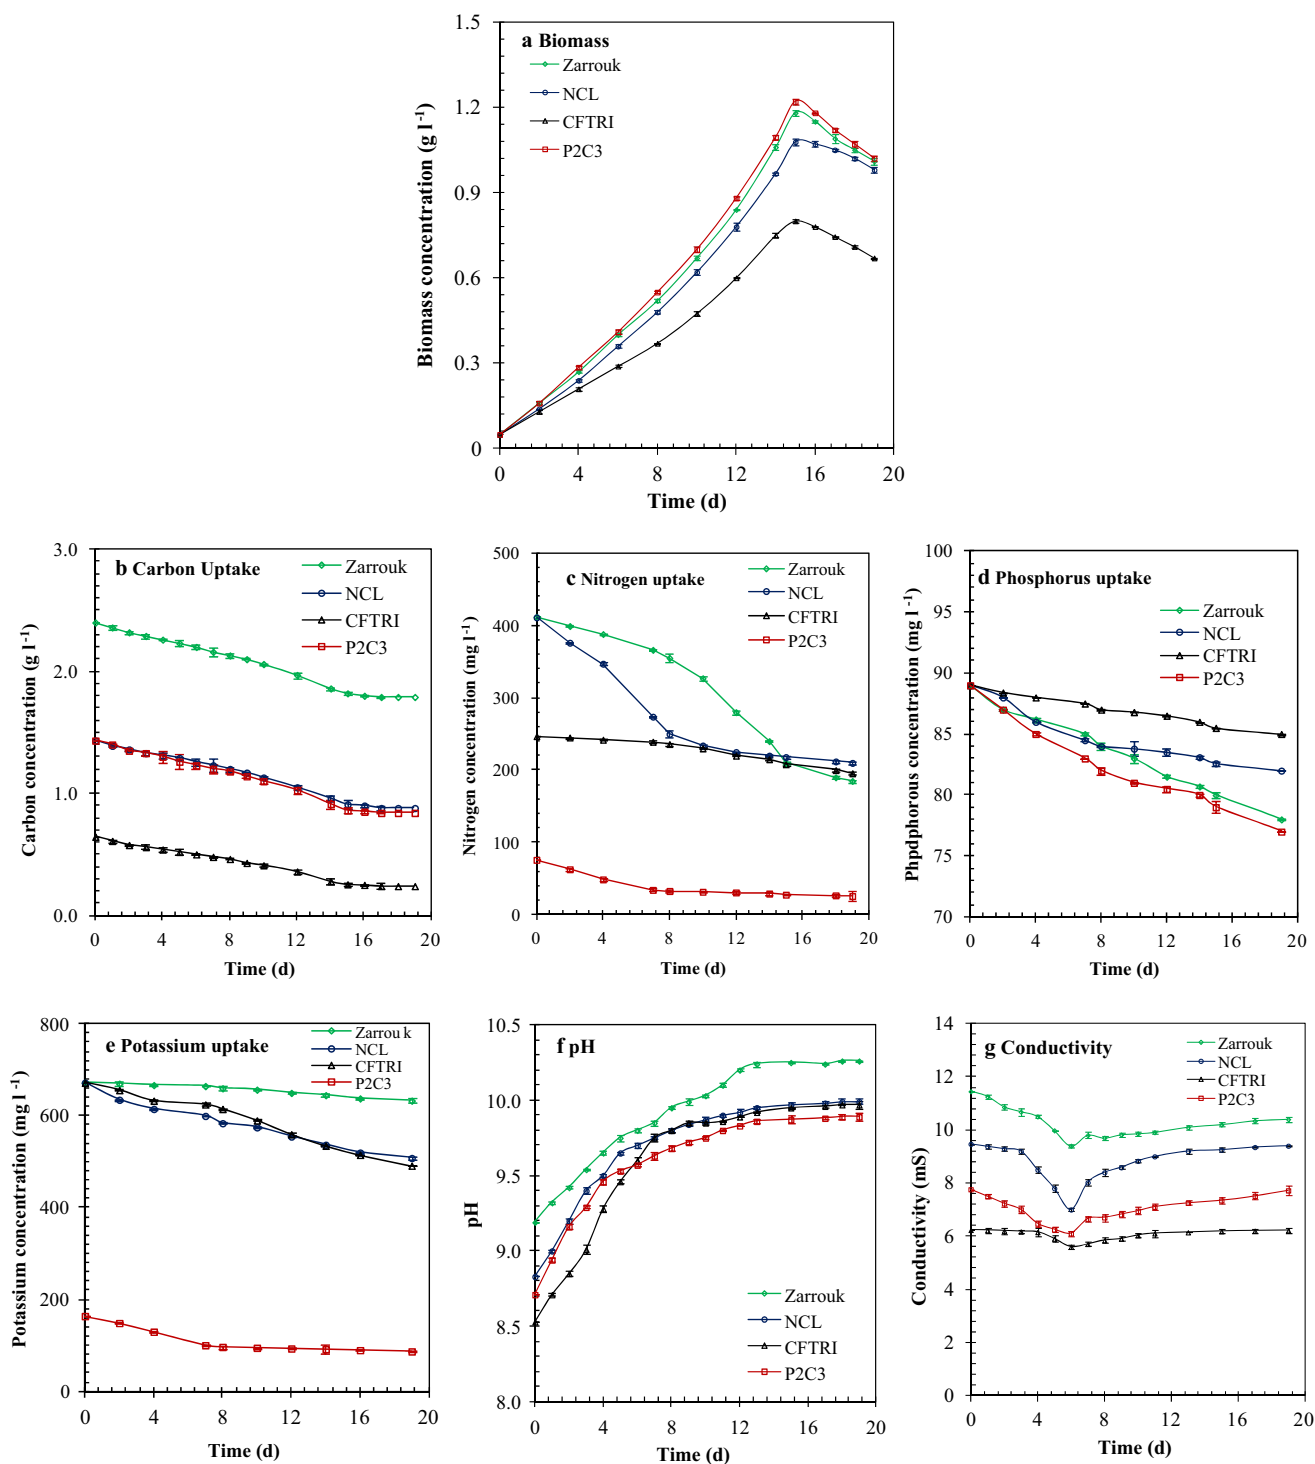 a Biomass
Zarrouk
NCL
CFTRI
P2C3
1.5
1.2
0.9
0.6
0.3
0
Biomass concentration (g l-1)
0 4 8 12 16 20
Time (d)
b Carbon Uptake
Zarrouk
NCL
CFTRI
P2C3
3.0
2.0
1.0
0.0
Carbon concentration (g l-1)
0 4 8 12 16 20
Time (d)
c Nitrogen uptake
Zarrouk
NCL
CFTRI
P2C3
500
400
300
200
100
0
Nitrogen concentration (mg l-1)
0 4 8 12 16 20
Time (d)
d Phosphorus uptake
Zarrouk
NCL
CFTRI
P2C3
100
95
90
85
80
75
70
Phpdphorous concentration (mg l-1)
0 4 8 12 16 20
Time (d)
e Potassium uptake
Zarrou k
NCL
CFTRI
P2C3
800
600
400
200
0
Potassium concentration (mg l-1)
0 4 8 12 16 20
Time (d)
f pH
Zarrouk
NCL
CFTRI
P2C3
10.5
10.0
9.5
9.0
8.5
8.0
pH
0 4 8 12 16 20
Time (d)
g Conductivity
Zarrouk
NCL
CFTRI
P2C3
14
12
10
8
6
4
2
0
Conductivity (mS)
0 4 8 12 16 20
Time (d)